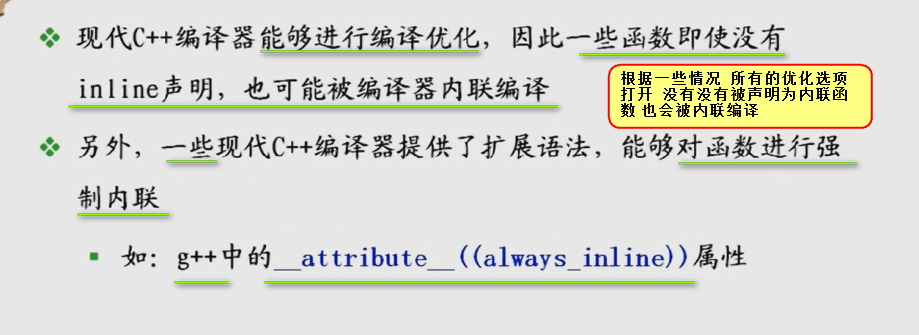 现代C++编译器能够进行编译优化，因此一些函数即使没有
inline声明，也可能被编译器内联编译
根据一些情况 所有的优化选项
打开 没有没有被声明为内联函
数 也会被内联编译
另外，一些现代C++编译器提供了扩展语法，能够对函数进行强
制内联
如：g++中的__attribute__((always_inline))属性